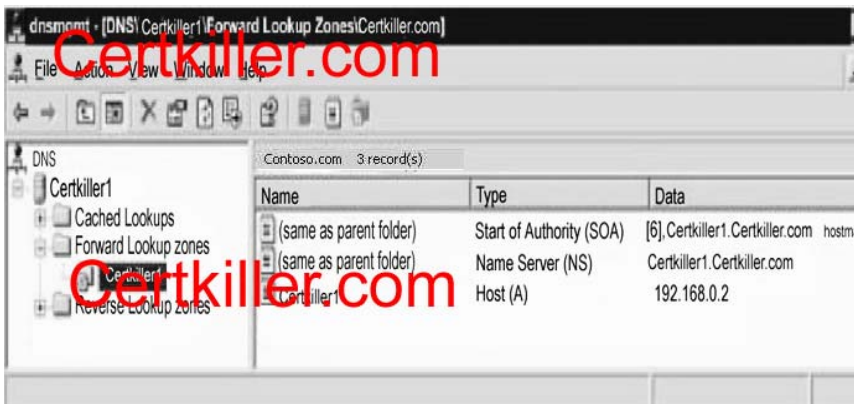 dnsmgmt - [DNS\Certkiller1\Forward Lookup Zones\Certkiller.com]
Certkiller.com
File Action View Window Help
DNS
Certkiller1
Cached Lookups
Forward Lookup zones
Certkiller
Reverse Lookup zones
Certkiller.com
Contoso.com 3 record(s)
Name Type Data
(same as parent folder) Start of Authority (SOA) [6],Certkiller1.Certkiller.com
(same as parent folder) Name Server (NS) Certkiller1.Certkiller.com
Certkiller1 Host (A) 192.168.0.2